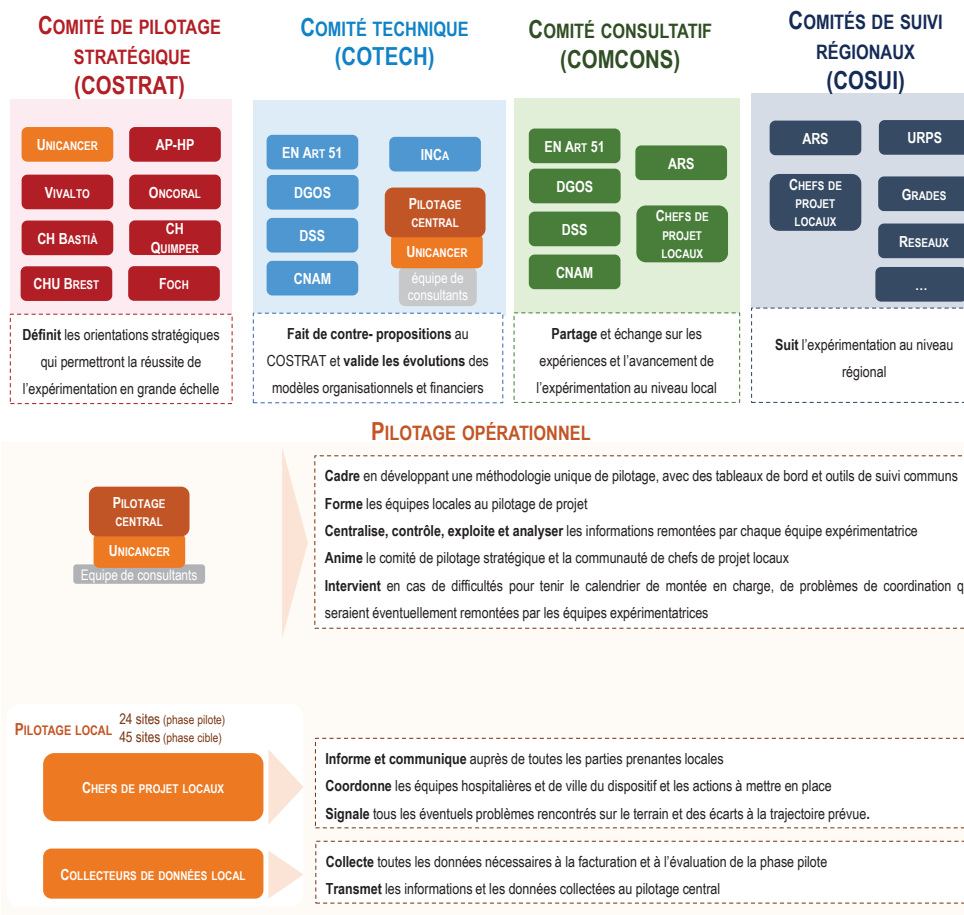 COMITÉ DE PILOTAGE
STRATÉGIQUE
(COSTRAT)
UNICANCER
AP-HP
VIVALTO
ONCORAL
CH BASTIÀ
CH
QUIMPER
CHU BREST
FOCH
Définit les orientations stratégiques
qui permettront la réussite de
l'expérimentation en grande échelle
COMITÉ TECHNIQUE
(COTECH)
EN ART 51
INCA
DGOS
DSS
CNAM
PILOTAGE
CENTRAL
UNICANCER
équipe de
consultants
Fait de contre- propositions au
COSTRAT et valide les évolutions des
modèles organisationnels et financiers
COMITÉ CONSULTATIF
(COMCONS)
EN ART 51
DGOS
DSS
CNAM
ARS
CHEFS DE
PROJET
LOCAUX
Partage et échange sur les
expériences et l'avancement de
l'expérimentation au niveau local
COMITÉS DE SUIVI
RÉGIONAUX
(COSUI)
ARS
URPS
CHEFS DE
PROJET
LOCAUX
GRADES
RESEAUX
...
Suit l'expérimentation au niveau
régional
PILOTAGE OPÉRATIONNEL
PILOTAGE
CENTRAL
UNICANCER
Equipe de consultants
Cadre en développant une méthodologie unique de pilotage, avec des tableaux de bord et outils de suivi communs
Forme les équipes locales au pilotage de projet
Centralise, contrôle, exploite et analyser les informations remontées par chaque équipe expérimentatrice
Anime le comité de pilotage stratégique et la communauté de chefs de projet locaux
Intervient en cas de difficultés pour tenir le calendrier de montée en charge, de problèmes de coordination q
seraient éventuellement remontées par les équipes expérimentatrices
PILOTAGE LOCAL
24 sites (phase pilote)
45 sites (phase cible)
CHEFS DE PROJET LOCAUX
Informe et communique auprès de toutes les parties prenantes locales
Coordonne les équipes hospitalières et de ville du dispositif et les actions à mettre en place
Signale tous les éventuels problèmes rencontrés sur le terrain et des écarts à la trajectoire prévue.
COLLECTEURS DE DONNÉES LOCAL
Collecte toutes les données nécessaires à la facturation et à l'évaluation de la phase pilote
Transmet les informations et les données collectées au pilotage central